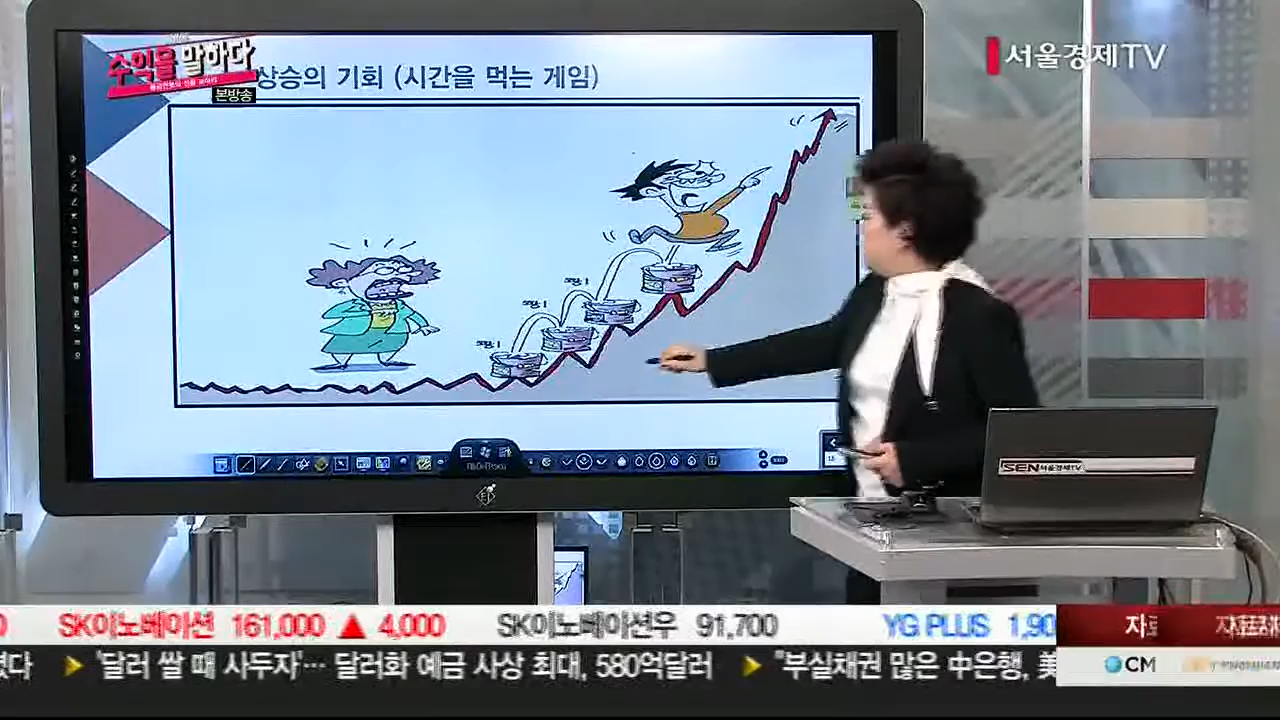 수익을 말하다
본방송
상승의 기회 (시간을 먹는 게임)
서울경제TV
SEN서울경제TV
SK이노베이션 161,000 ▲ 4,000 SK이노베이션우 91,700 YG PLUS 1,90
'달러 쌀 때 사두자'… 달러화 예금 사상 최대, 580억달러 "부실채권 많은 中은행, 美
CM